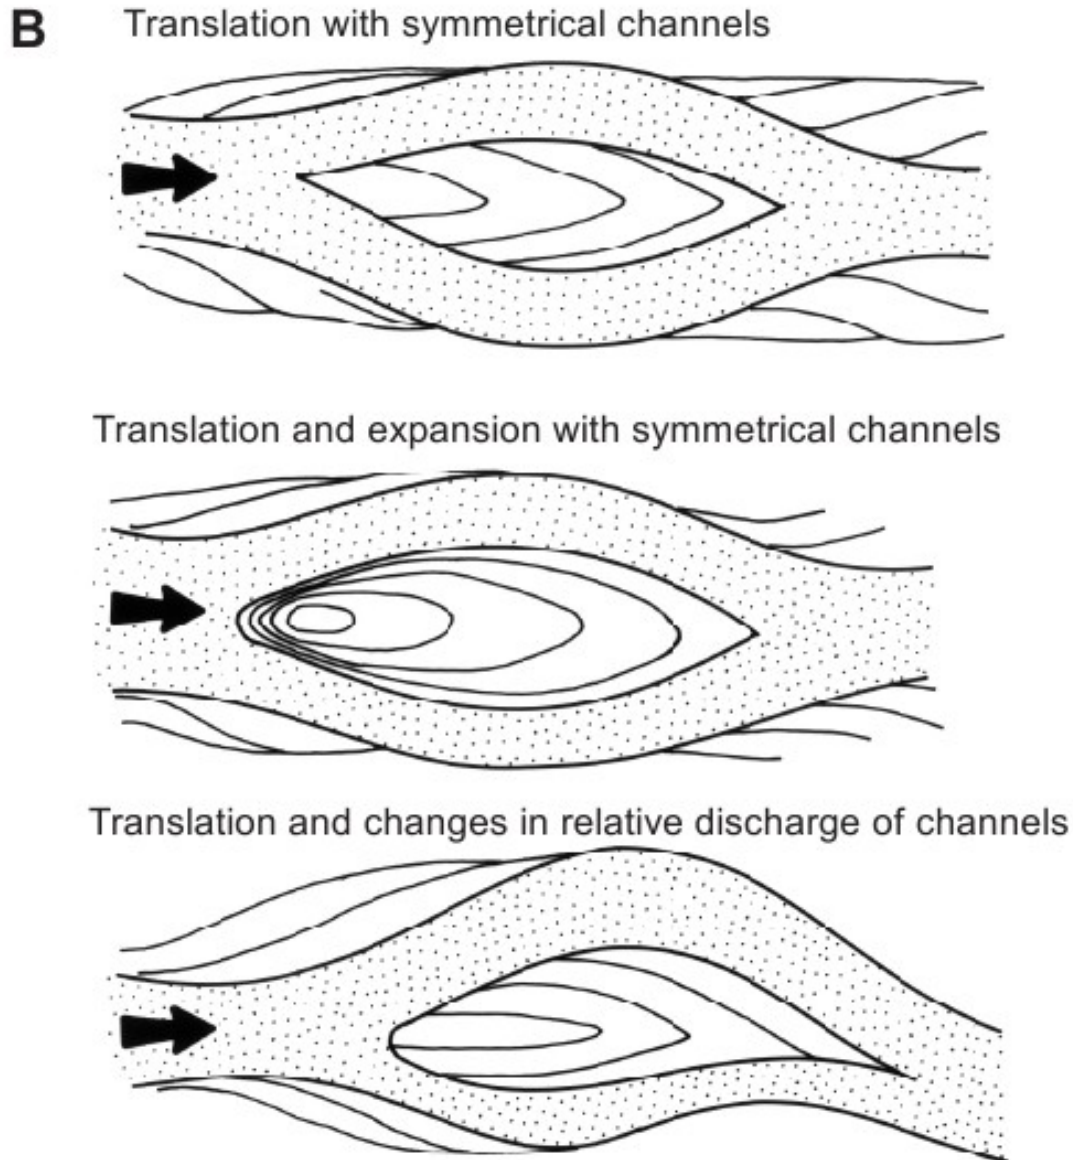 B
Translation with symmetrical channels
Translation and expansion with symmetrical channels
Translation and changes in relative discharge of channels